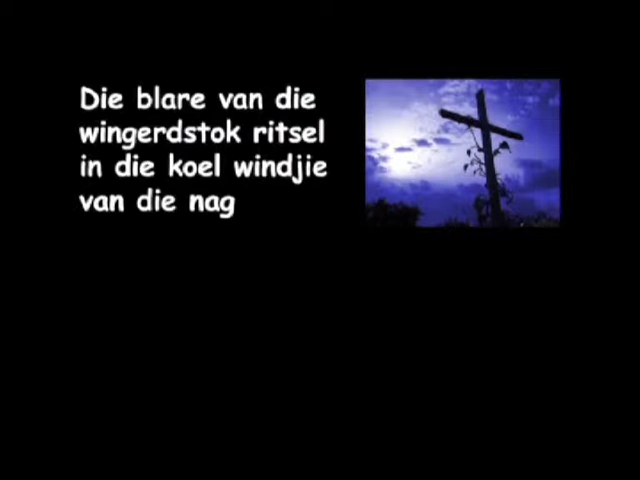 Die blare van die
wingerdstok ritsel
in die koel windjie
van die nag